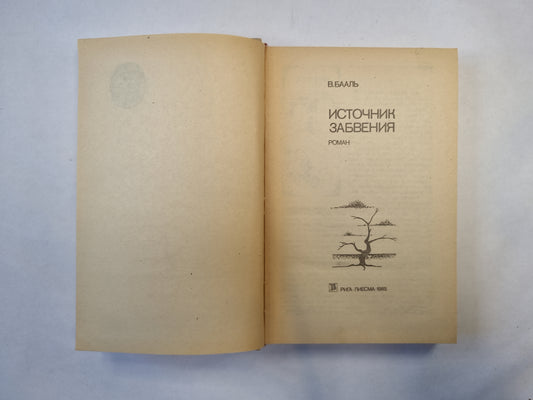 В.БААЛЬ
ИСТОЧНИК
ЗАБВЕНИЯ
РОМАН
РИГА·ЛИЕСМА·1985